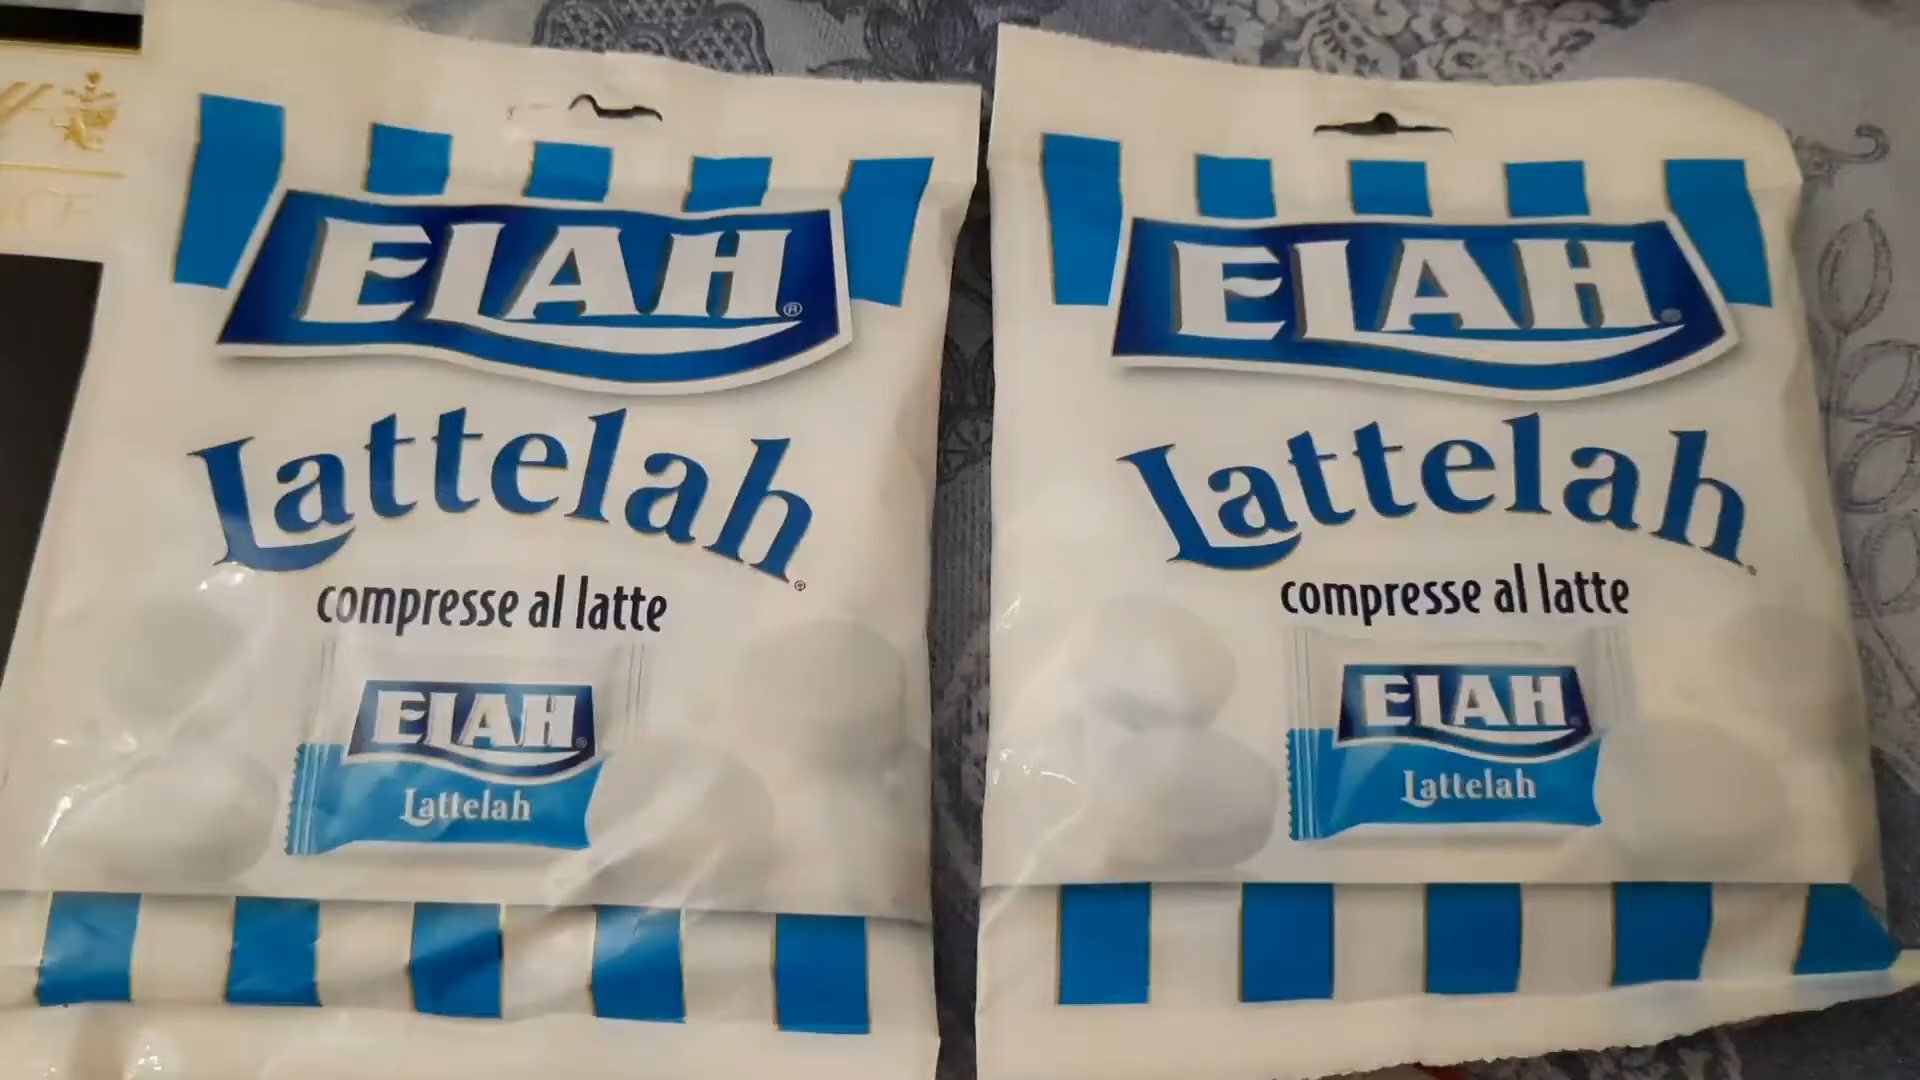 ELAH®
Lattelah®
compresse al latte
ELAH®
Lattelah
ELAH®
Lattelah®
compresse al latte
ELAH
Lattelah